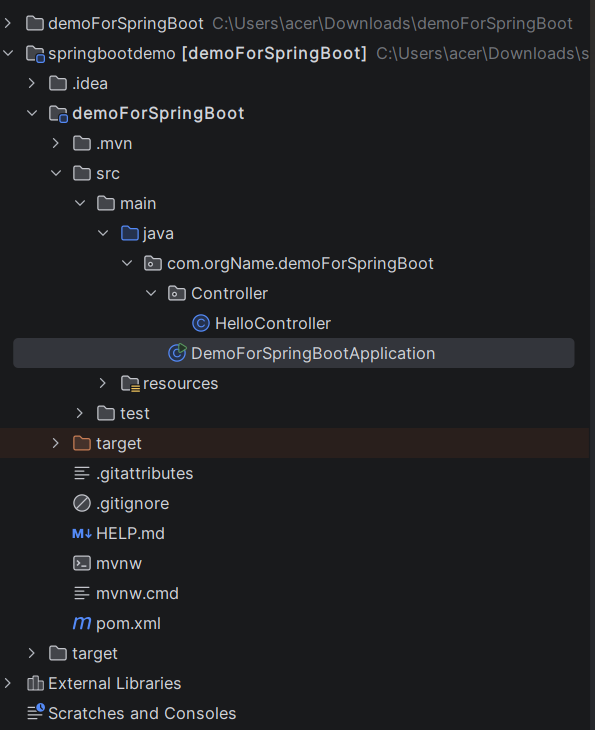 demoForSpringBoot C:\Users\acer\Downloads\demoForSpringBoot
springbootdemo [demoForSpringBoot] C:\Users\acer\Downloads\s
.idea
demoForSpringBoot
.mvn
src
main
java
com.orgName.demoForSpringBoot
Controller
C HelloController
C DemoForSpringBootApplication
resources
test
target
.gitattributes
.gitignore
M↓ HELP.md
mvnw
mvnw.cmd
m pom.xml
target
External Libraries
Scratches and Consoles